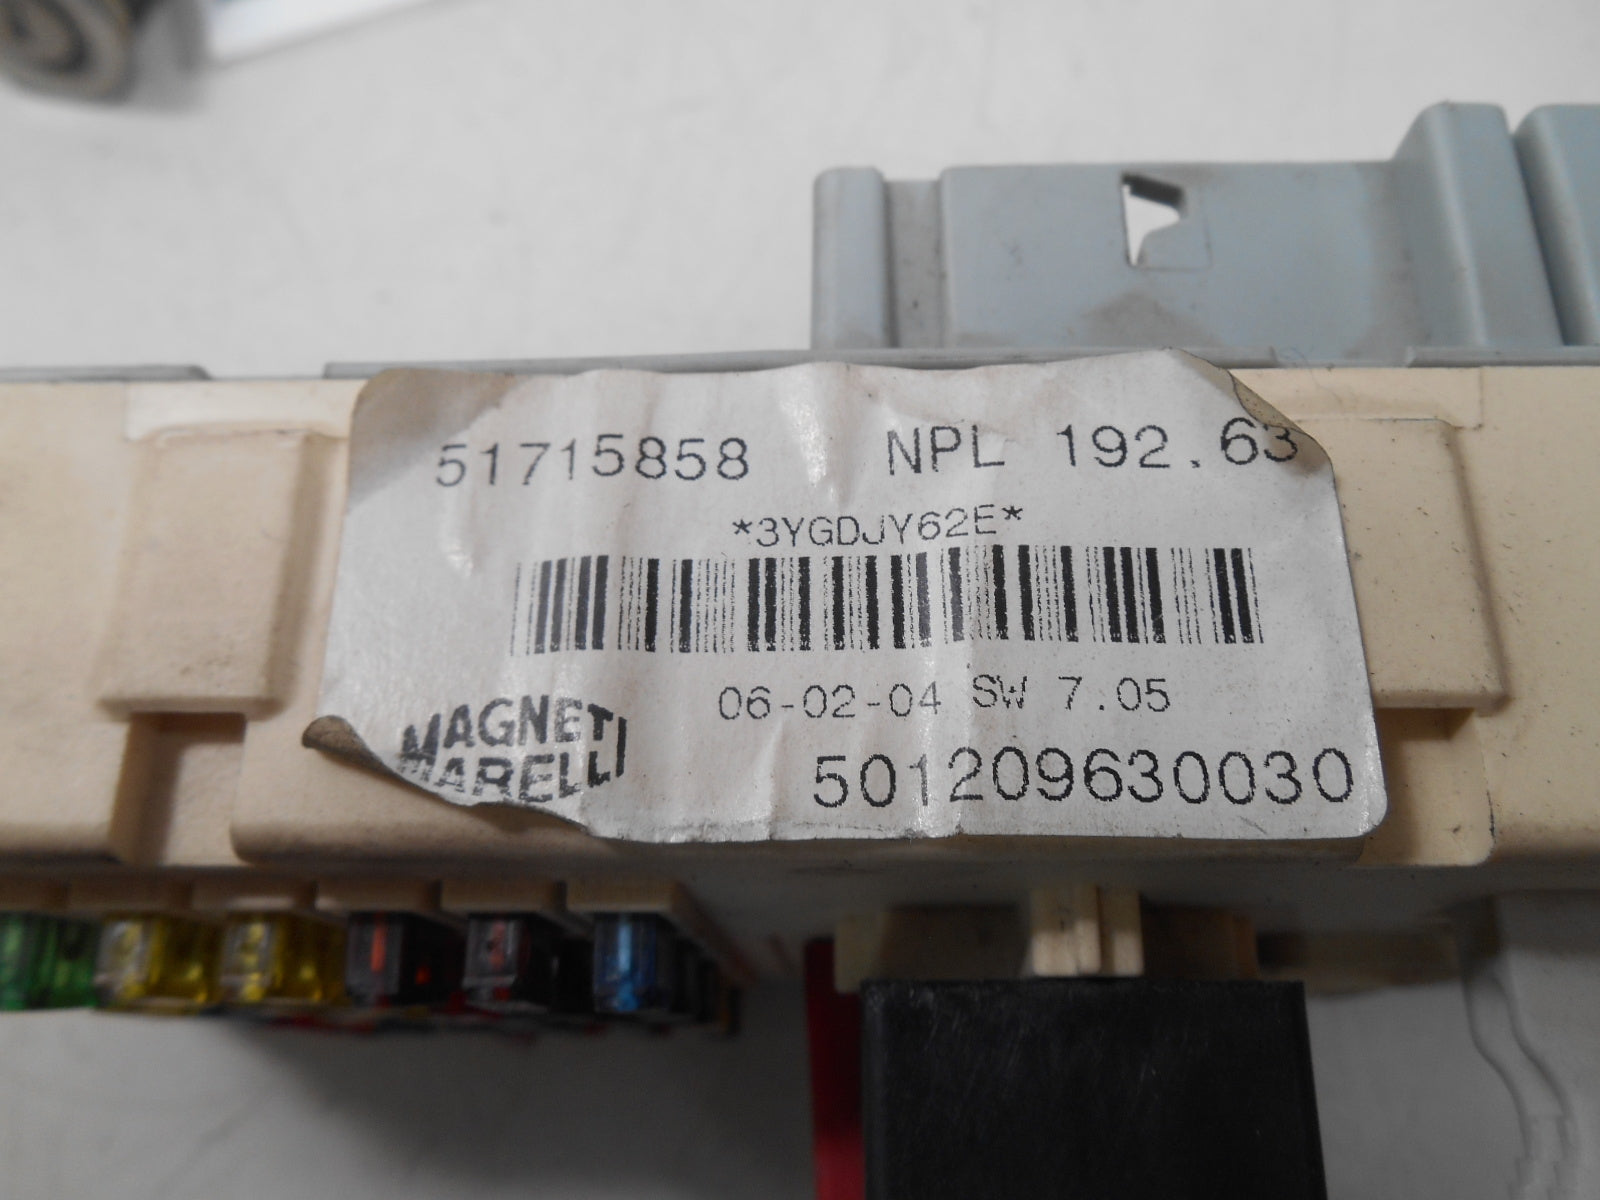 51715858 NPL 192.63
*3YGDJY62E*
06-02-04 SW 7.05
MAGNETI
MARELLI
501209630030